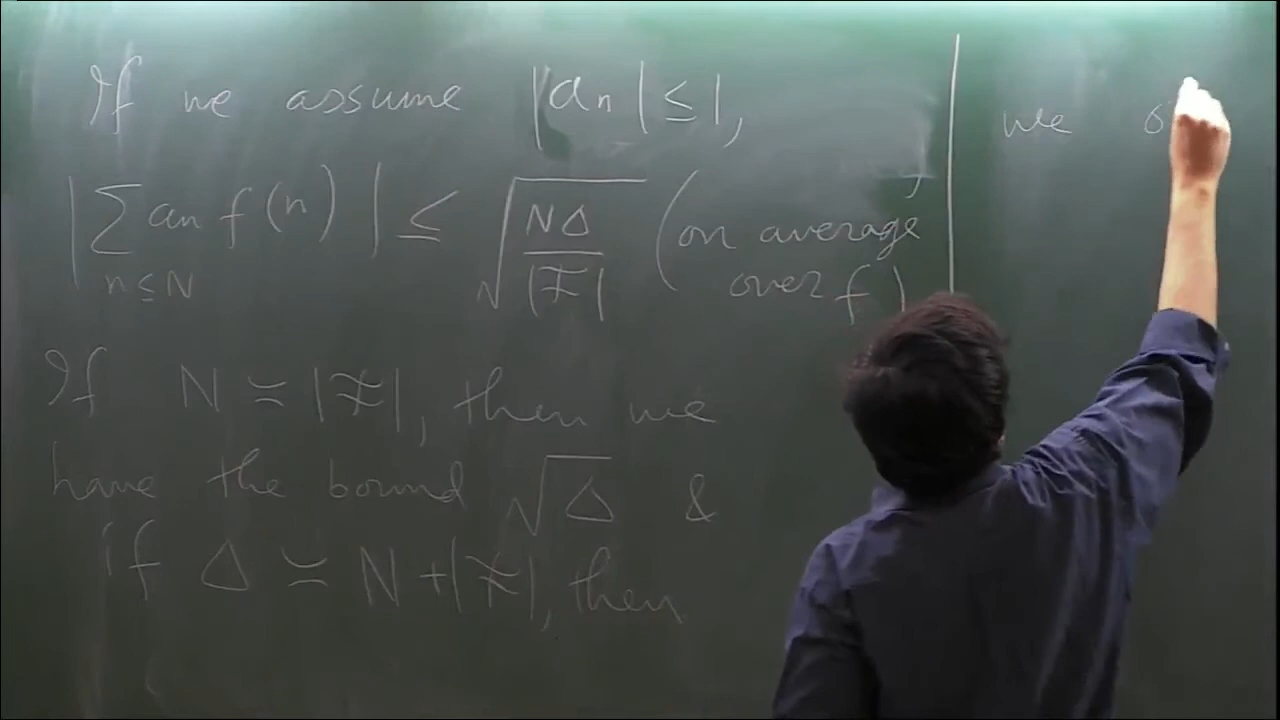 If we assume |aₙ| ≤ 1,
|∑_{n≤N} aₙ f(n)| ≤ √(NΔ/|𝓕|) (on average over f)
If N ≍ |𝓕|, then we
have the bound √Δ &
if Δ ≍ N+|𝓕|, then
we